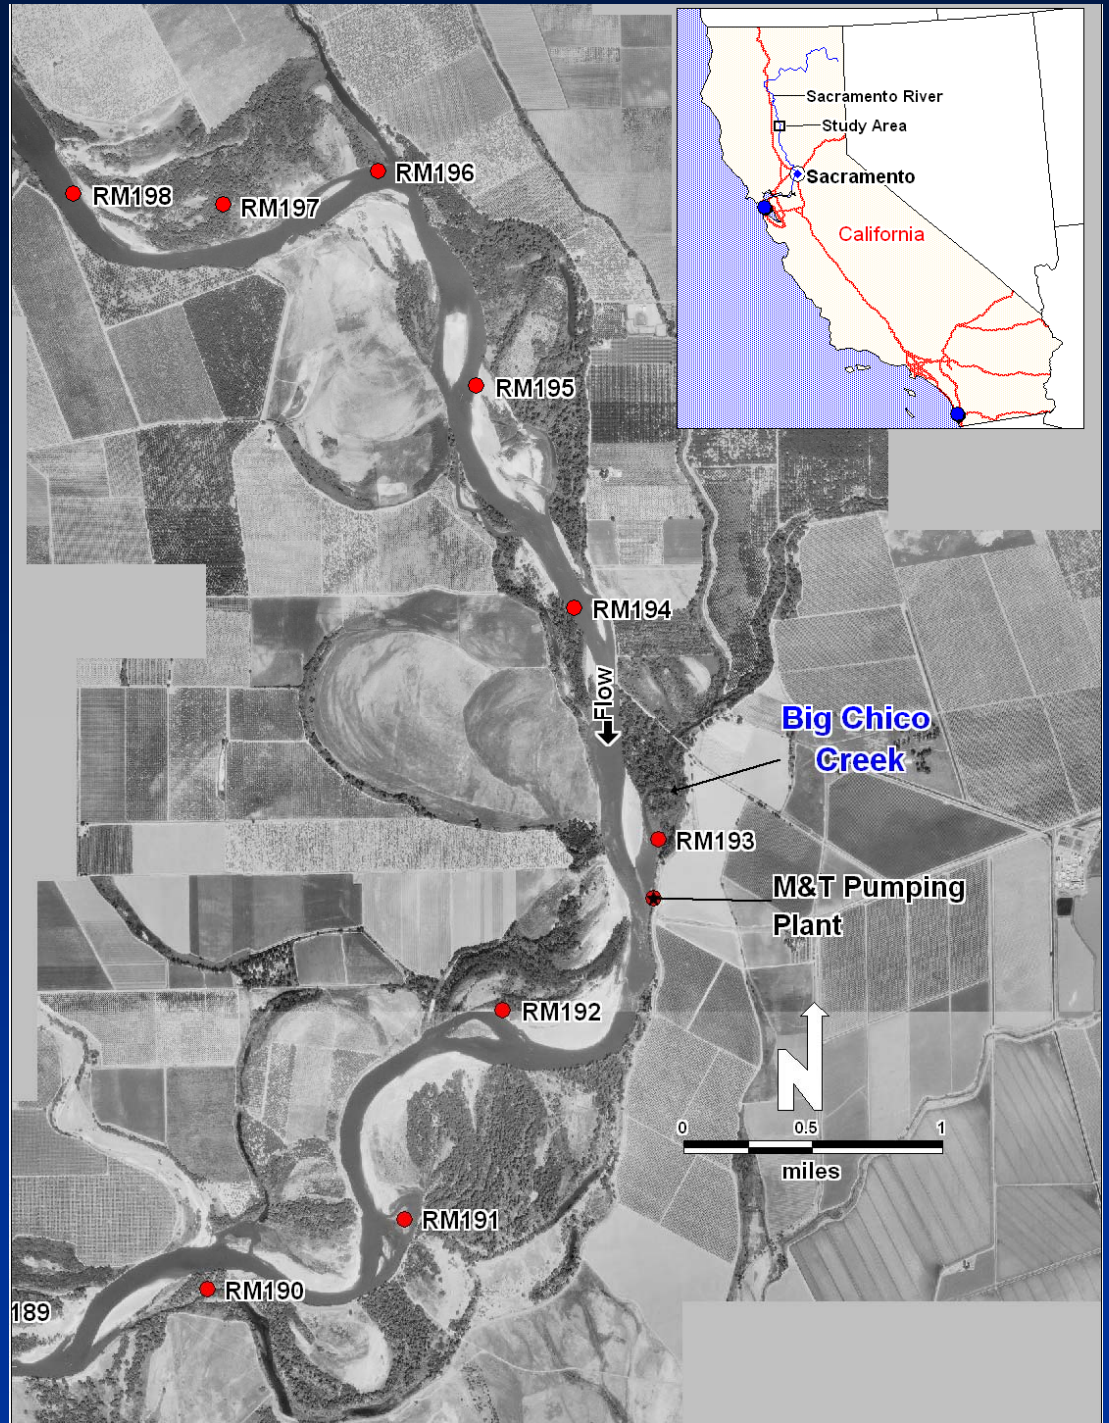 Sacramento River
Study Area
Sacramento
California
RM196
RM198
RM197
RM195
RM194
Flow
Big Chico
Creek
RM193
M&T Pumping
Plant
RM192
N
0 0.5 1
miles
RM191
RM190
189